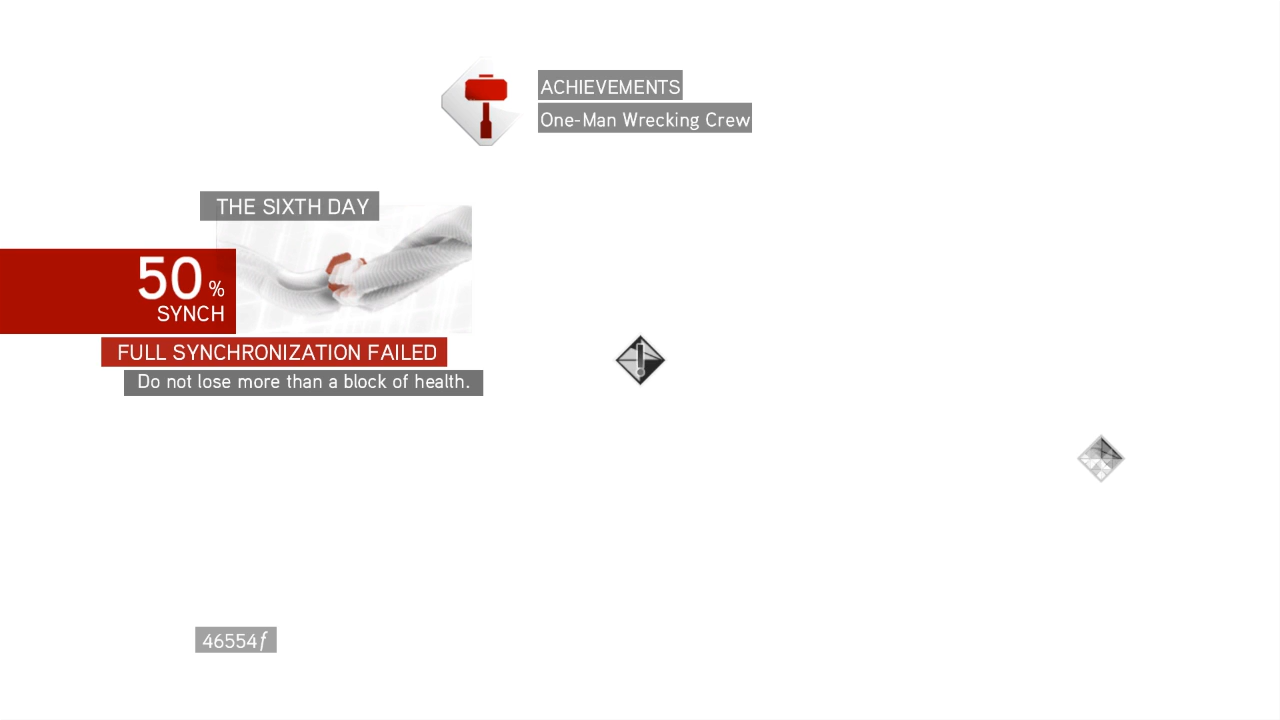 ACHIEVEMENTS
One-Man Wrecking Crew
THE SIXTH DAY
50 %
SYNCH
FULL SYNCHRONIZATION FAILED
Do not lose more than a block of health.
46554ƒ